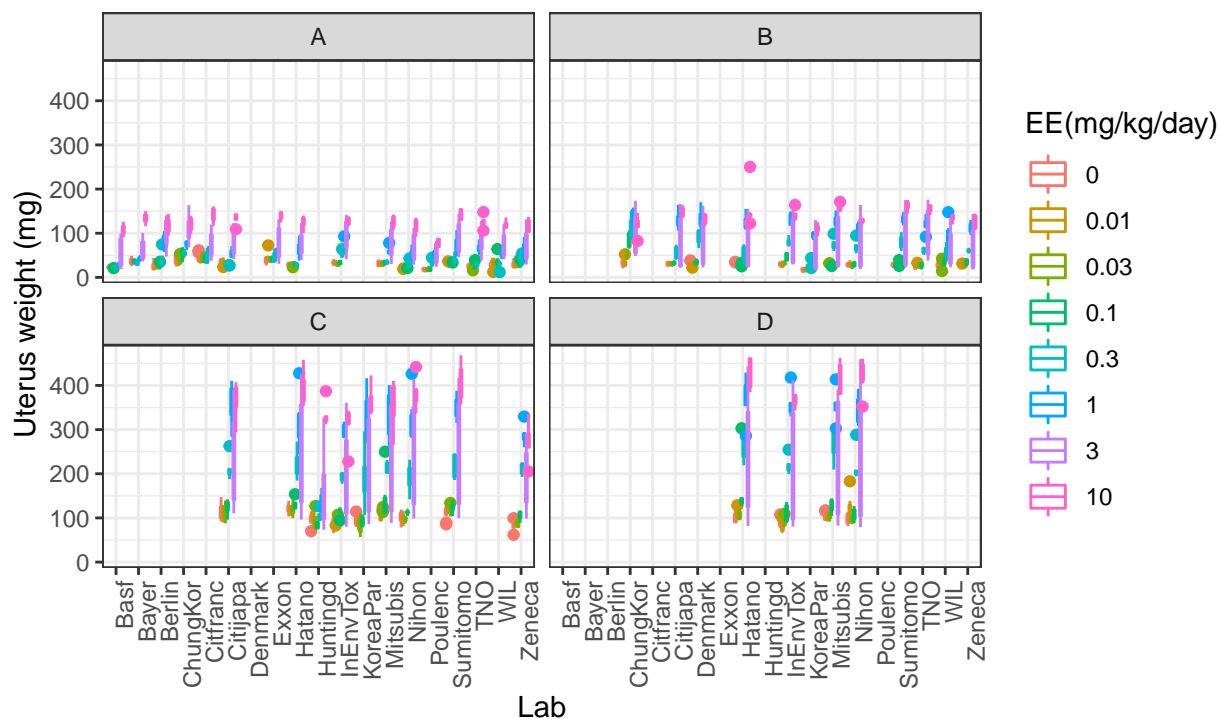 A
B
400
300
200
100
0
C
D
400
300
200
100
0
Uterus weight (mg)
Basf
Bayer
Berlin
ChungKor
Citfranc
Citijapa
Denmark
Exxon
Hatano
Huntingd
InEnvTox
KoreaPar
Mitsubis
Nihon
Poulenc
Sumitomo
TNO
WIL
Zeneca
Basf
Bayer
Berlin
ChungKor
Citfranc
Citijapa
Denmark
Exxon
Hatano
Huntingd
InEnvTox
KoreaPar
Mitsubis
Nihon
Poulenc
Sumitomo
TNO
WIL
Zeneca
Lab
EE(mg/kg/day)
0
0.01
0.03
0.1
0.3
1
3
10